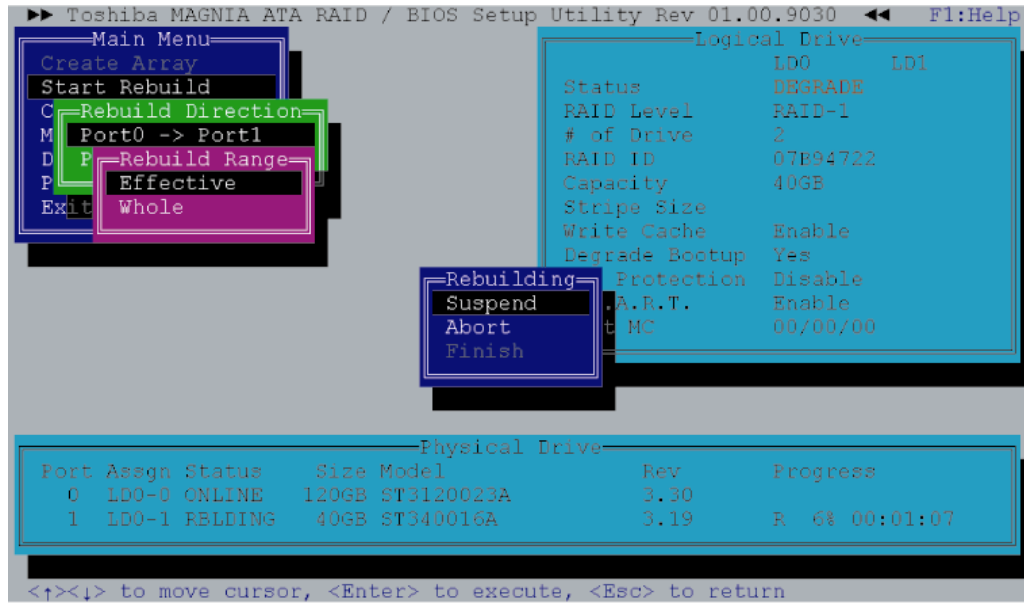 ►► Toshiba MAGNIA ATA RAID / BIOS Setup Utility Rev 01.00.9030 ◄◄ F1:Help
Main Menu
Create Array
Start Rebuild
C
M
D
P
Exit
Rebuild Direction
Port0 -> Port1
P
Rebuild Range
Effective
Whole
Logical Drive
LD0 LD1
Status DEGRADE
RAID Level RAID-1
# of Drive 2
RAID ID 07B94722
Capacity 40GB
Stripe Size
Write Cache Enable
Degrade Bootup Yes
Protection Disable
.A.R.T. Enable
t MC 00/00/00
Rebuilding
Suspend
Abort
Finish
Physical Drive
Port Assgn Status Size Model Rev Progress
0 LD0-0 ONLINE 120GB ST3120023A 3.30
1 LD0-1 RBLDING 40GB ST340016A 3.19 R 6% 00:01:07
<↑><↓> to move cursor, <Enter> to execute, <Esc> to return